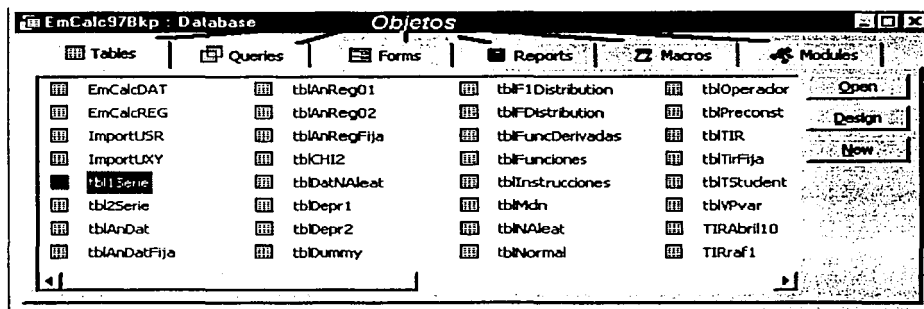 EmCalc97Bkp : Database Objetos
Tables Queries Forms Reports Macros Modules
EmCalcDAT tblAnReg01 tblF1Distribution tblOperador Open
EmCalcREG tblAnReg02 tblFDistribution tblPreconst Design
ImportUSR tblAnRegFija tblFuncDerivadas tblTIR Now
ImportUXY tblCHI2 tblFunciones tblTirFija
tbl1Serie tblDatNAleat tblInstrucciones tblTStudent
tbl2Serie tblDepr1 tblMdn tblVPvar
tblAnDat tblDepr2 tblNAleat TIRAbril10
tblAnDatFija tblDummy tblNormal TIRraf1